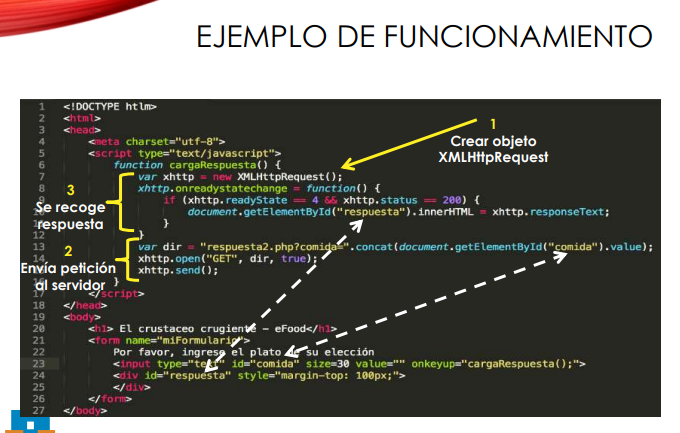 EJEMPLO DE FUNCIONAMIENTO
1 <!DOCTYPE htlm>
2 <html>
3 <head>
4 <meta charset="utf-8">
5 <script type="text/javascript">
6 function cargaRespuesta() {
7 var xhttp = new XMLHttpRequest();
8 xhttp.onreadystatechange = function() {
9 if (xhttp.readyState == 4 && xhttp.status == 200) {
10 document.getElementById("respuesta").innerHTML = xhttp.responseText;
11 }
12 }
13 var dir = "respuesta2.php?comida=".concat(document.getElementById("comida").value);
14 xhttp.open("GET", dir, true);
15 xhttp.send();
16 }
17 </script>
18 </head>
19 <body>
20 <h1> El crustaceo crugiente – eFood</h1>
21 <form name="miFormulario">
22 Por favor, ingrese el plato de su elección
23 <input type="text" id="comida" size=30 value="" onkeyup="cargaRespuesta();">
24 <div id="respuesta" style="margin-top: 100px;">
25 </div>
26 </form>
27 </body>
1
Crear objeto
XMLHttpRequest
3
Se recoge
respuesta
2
Envía petición
al servidor